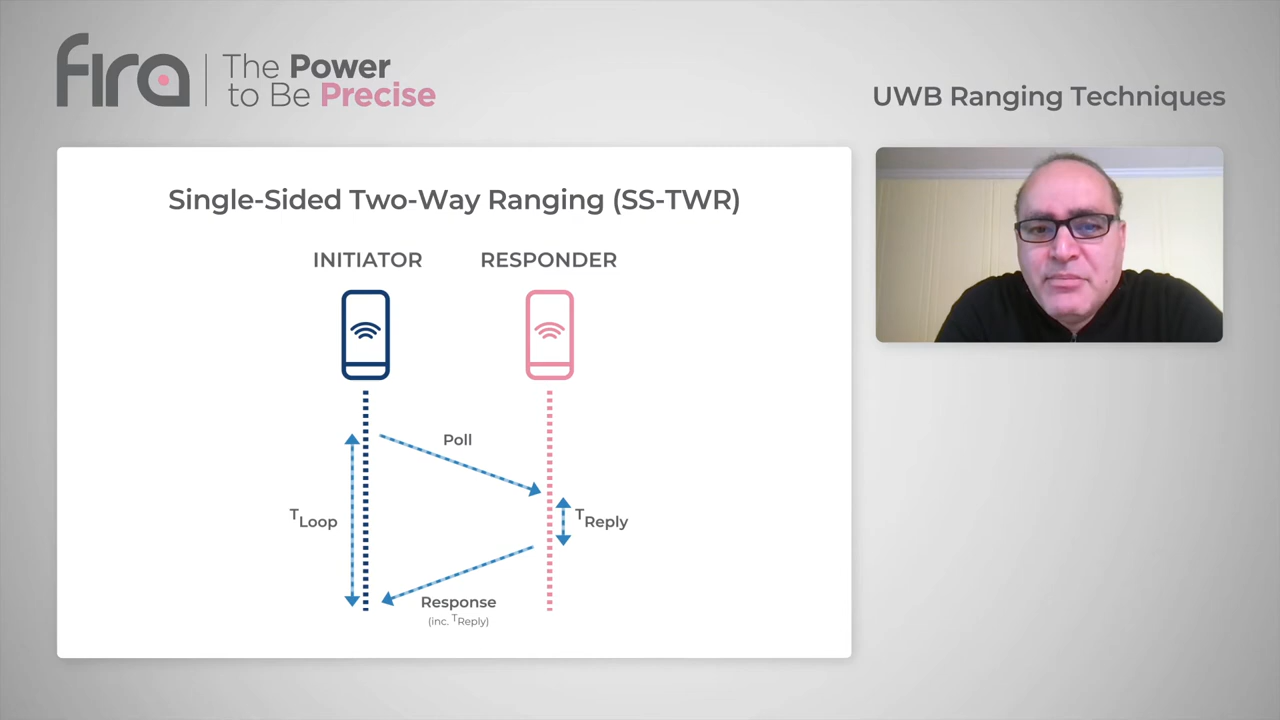 fira
The Power
to Be Precise
UWB Ranging Techniques
Single-Sided Two-Way Ranging (SS-TWR)
INITIATOR RESPONDER
Poll
TLoop
TReply
Response
(inc. TReply)